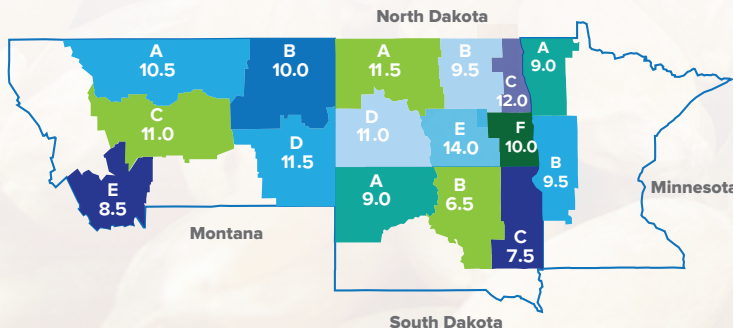 North Dakota
A
10.5
B
10.0
A
11.5
B
9.5
C
12.0
A
9.0
C
11.0
D
11.5
D
11.0
E
14.0
F
10.0
B
9.5
E
8.5
A
9.0
B
6.5
C
7.5
Minnesota
Montana
South Dakota